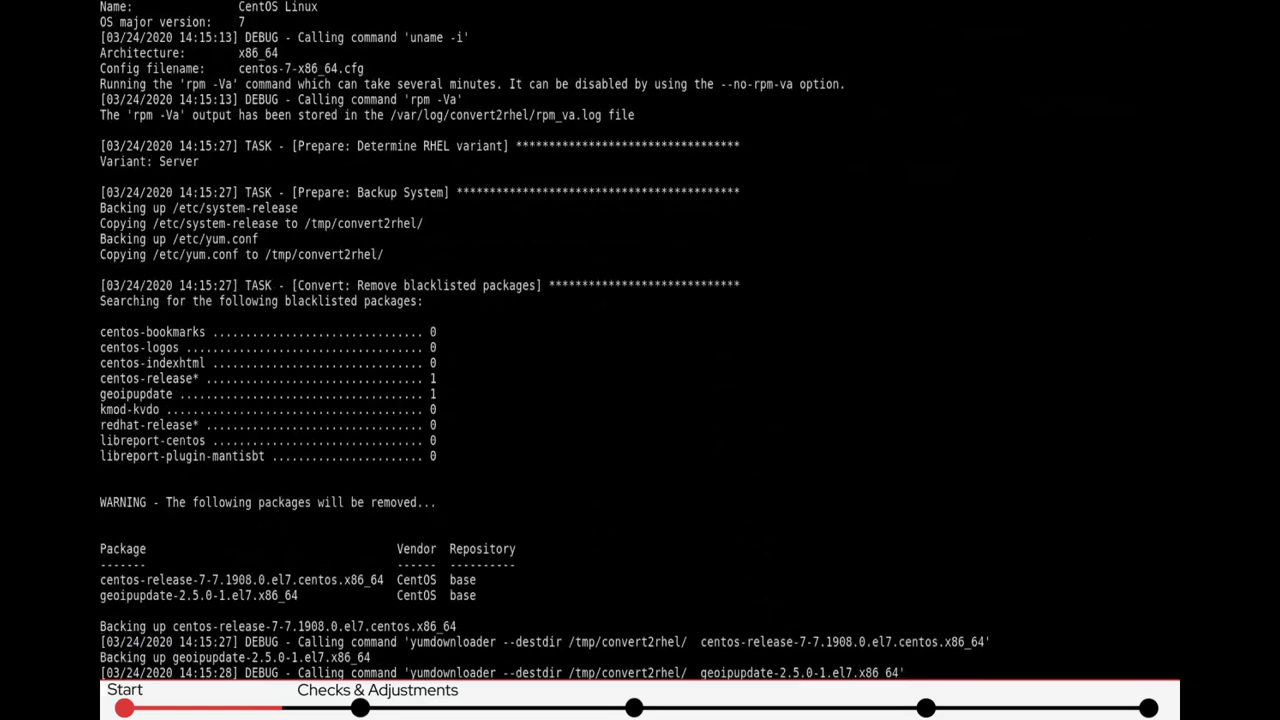 Name:                CentOS Linux
OS major version:    7
[03/24/2020 14:15:13] DEBUG - Calling command 'uname -i'
Architecture:        x86_64
Config filename:     centos-7-x86_64.cfg
Running the 'rpm -Va' command which can take several minutes. It can be disabled by using the --no-rpm-va option.
[03/24/2020 14:15:13] DEBUG - Calling command 'rpm -Va'
The 'rpm -Va' output has been stored in the /var/log/convert2rhel/rpm_va.log file
[03/24/2020 14:15:27] TASK - [Prepare: Determine RHEL variant] **********************************
Variant: Server
[03/24/2020 14:15:27] TASK - [Prepare: Backup System] *******************************************
Backing up /etc/system-release
Copying /etc/system-release to /tmp/convert2rhel/
Backing up /etc/yum.conf
Copying /etc/yum.conf to /tmp/convert2rhel/
[03/24/2020 14:15:27] TASK - [Convert: Remove blacklisted packages] *****************************
Searching for the following blacklisted packages:
centos-bookmarks ................................ 0
centos-logos .................................... 0
centos-indexhtml ................................ 0
centos-release* ................................. 1
geoipupdate ..................................... 1
kmod-kvdo ....................................... 0
redhat-release* ................................. 0
libreport-centos ................................ 0
libreport-plugin-mantisbt ....................... 0
WARNING - The following packages will be removed...
Package                                      Vendor  Repository
-------                                      ------  ----------
centos-release-7-7.1908.0.el7.centos.x86_64  CentOS  base
geoipupdate-2.5.0-1.el7.x86_64               CentOS  base
Backing up centos-release-7-7.1908.0.el7.centos.x86_64
[03/24/2020 14:15:27] DEBUG - Calling command 'yumdownloader --destdir /tmp/convert2rhel/  centos-release-7-7.1908.0.el7.centos.x86_64'
Backing up geoipupdate-2.5.0-1.el7.x86_64
[03/24/2020 14:15:28] DEBUG - Calling command 'yumdownloader --destdir /tmp/convert2rhel/  geoipupdate-2.5.0-1.el7.x86_64'
Start
Checks & Adjustments